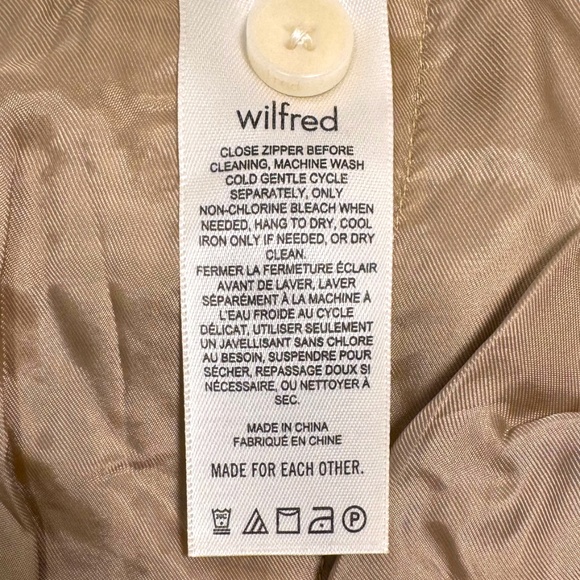 wilfred
CLOSE ZIPPER BEFORE
CLEANING, MACHINE WASH
COLD GENTLE CYCLE
SEPARATELY, ONLY
NON-CHLORINE BLEACH WHEN
NEEDED, HANG TO DRY, COOL
IRON ONLY IF NEEDED, OR DRY
CLEAN.
FERMER LA FERMETURE ÉCLAIR
AVANT DE LAVER, LAVER
SÉPARÉMENT À LA MACHINE À
L'EAU FROIDE AU CYCLE
DÉLICAT, UTILISER SEULEMENT
UN JAVELLISANT SANS CHLORE
AU BESOIN, SUSPENDRE POUR
SÉCHER, REPASSAGE DOUX SI
NÉCESSAIRE, OU NETTOYER À
SEC.
MADE IN CHINA
FABRIQUÉ EN CHINE
MADE FOR EACH OTHER.
30C P